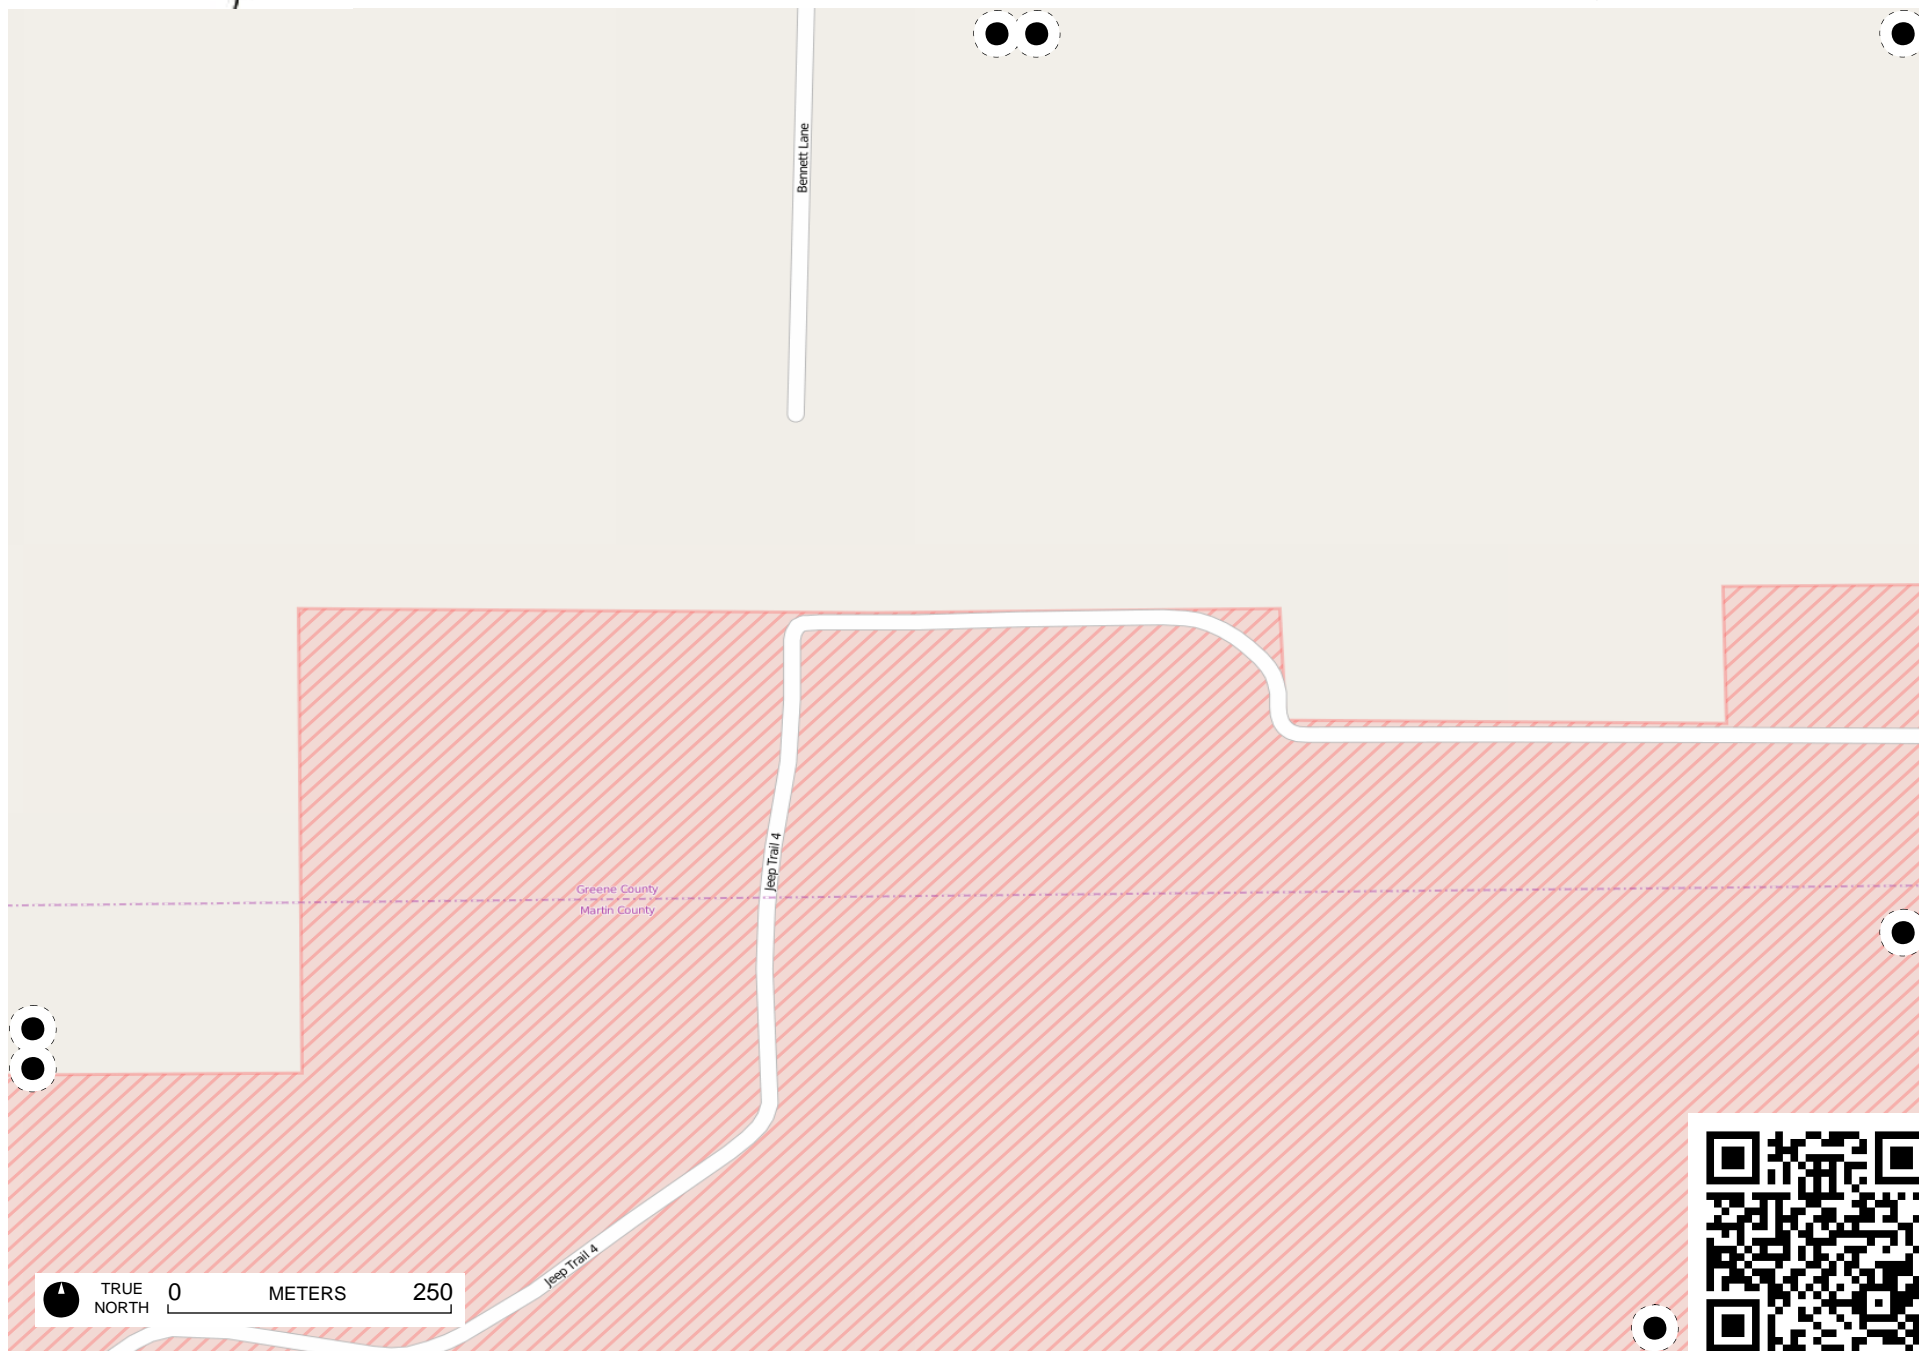 Bennett Lane
Jeep Trail 4
Greene County
Martin County
Jeep Trail 4
TRUE NORTH
0 METERS 250